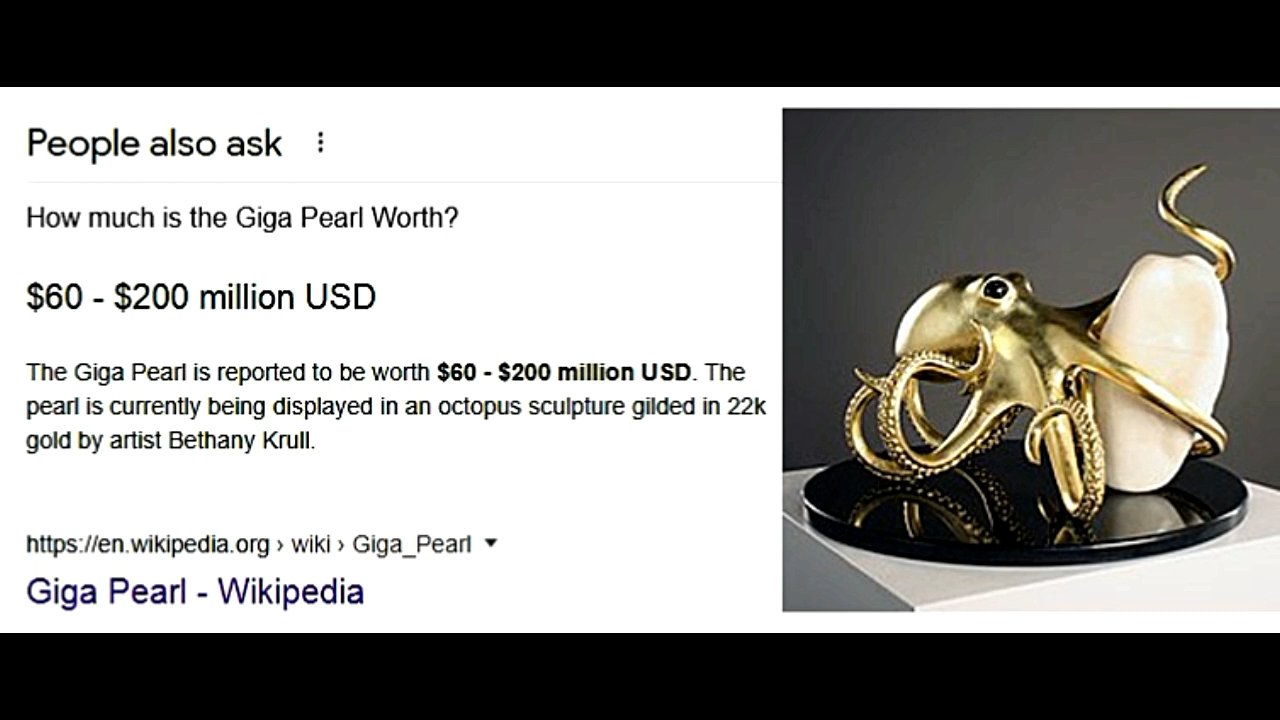 People also ask
How much is the Giga Pearl Worth?
$60 - $200 million USD
The Giga Pearl is reported to be worth $60 - $200 million USD. The
pearl is currently being displayed in an octopus sculpture gilded in 22k
gold by artist Bethany Krull.
https://en.wikipedia.org › wiki › Giga_Pearl
Giga Pearl - Wikipedia